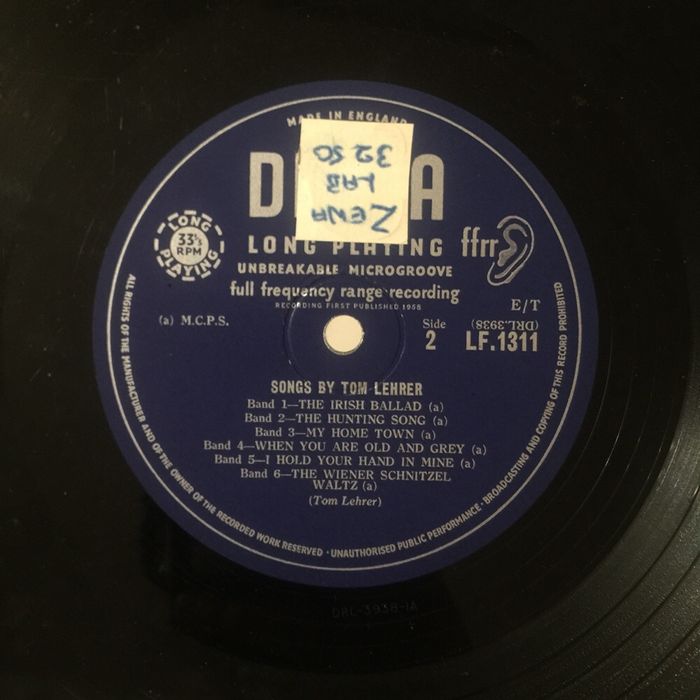 MADE IN ENGLAND
D A
ZEWA
LAB
3250
LONG PLAYING
33⅓
RPM
LONG PLAYING
ffrr
UNBREAKABLE MICROGROOVE
full frequency range recording
RECORDING FIRST PUBLISHED 1958
E/T
(a) M.C.P.S.
Side
2
(DRL.3938)
LF.1311
SONGS BY TOM LEHRER
Band 1—THE IRISH BALLAD (a)
Band 2—THE HUNTING SONG (a)
Band 3—MY HOME TOWN (a)
Band 4—WHEN YOU ARE OLD AND GREY (a)
Band 5—I HOLD YOUR HAND IN MINE (a)
Band 6—THE WIENER SCHNITZEL
WALTZ (a)
(Tom Lehrer)
ALL RIGHTS OF THE MANUFACTURER AND OF THE OWNER OF THE RECORDED WORK RESERVED · UNAUTHORISED PUBLIC PERFORMANCE · BROADCASTING AND COPYING OF THIS RECORD PROHIBITED
DRL-3938-1A